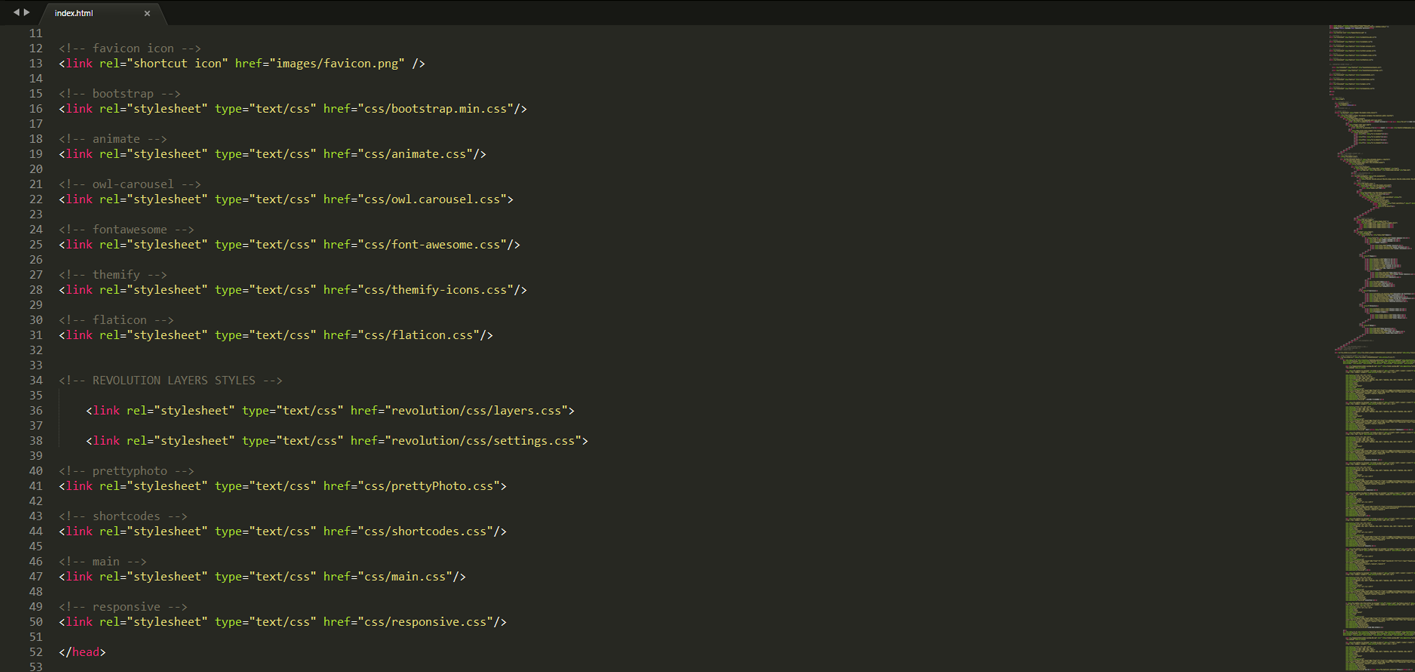 index.html ×
11
12 <!-- favicon icon -->
13 <link rel="shortcut icon" href="images/favicon.png" />
14
15 <!-- bootstrap -->
16 <link rel="stylesheet" type="text/css" href="css/bootstrap.min.css"/>
17
18 <!-- animate -->
19 <link rel="stylesheet" type="text/css" href="css/animate.css"/>
20
21 <!-- owl-carousel -->
22 <link rel="stylesheet" type="text/css" href="css/owl.carousel.css">
23
24 <!-- fontawesome -->
25 <link rel="stylesheet" type="text/css" href="css/font-awesome.css"/>
26
27 <!-- themify -->
28 <link rel="stylesheet" type="text/css" href="css/themify-icons.css"/>
29
30 <!-- flaticon -->
31 <link rel="stylesheet" type="text/css" href="css/flaticon.css"/>
32
33
34 <!-- REVOLUTION LAYERS STYLES -->
35
36     <link rel="stylesheet" type="text/css" href="revolution/css/layers.css">
37
38     <link rel="stylesheet" type="text/css" href="revolution/css/settings.css">
39
40 <!-- prettyphoto -->
41 <link rel="stylesheet" type="text/css" href="css/prettyPhoto.css">
42
43 <!-- shortcodes -->
44 <link rel="stylesheet" type="text/css" href="css/shortcodes.css"/>
45
46 <!-- main -->
47 <link rel="stylesheet" type="text/css" href="css/main.css"/>
48
49 <!-- responsive -->
50 <link rel="stylesheet" type="text/css" href="css/responsive.css"/>
51
52 </head>
53